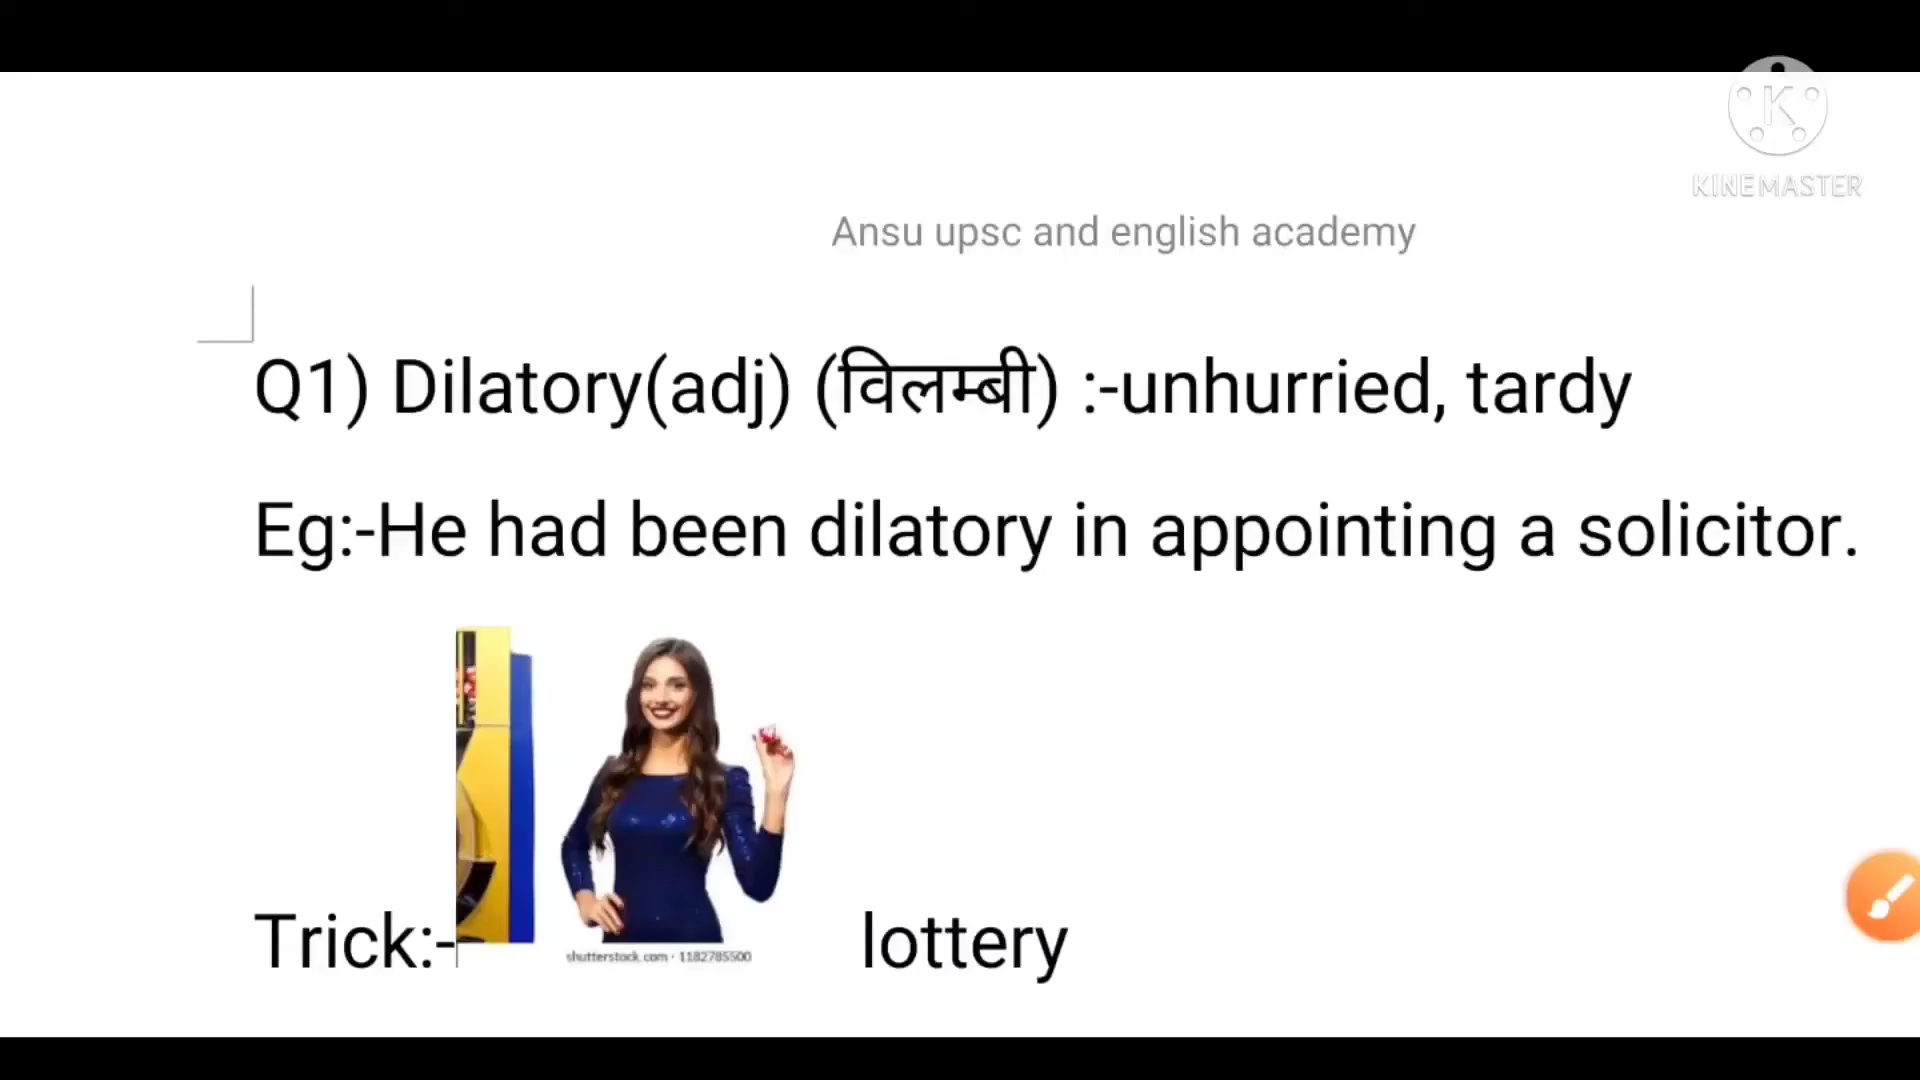 KINEMASTER
Ansu upsc and english academy
Q1) Dilatory(adj) (विलम्बी) :-unhurried, tardy
Eg:-He had been dilatory in appointing a solicitor.
Trick:- lottery
shutterstock.com · 1182785500